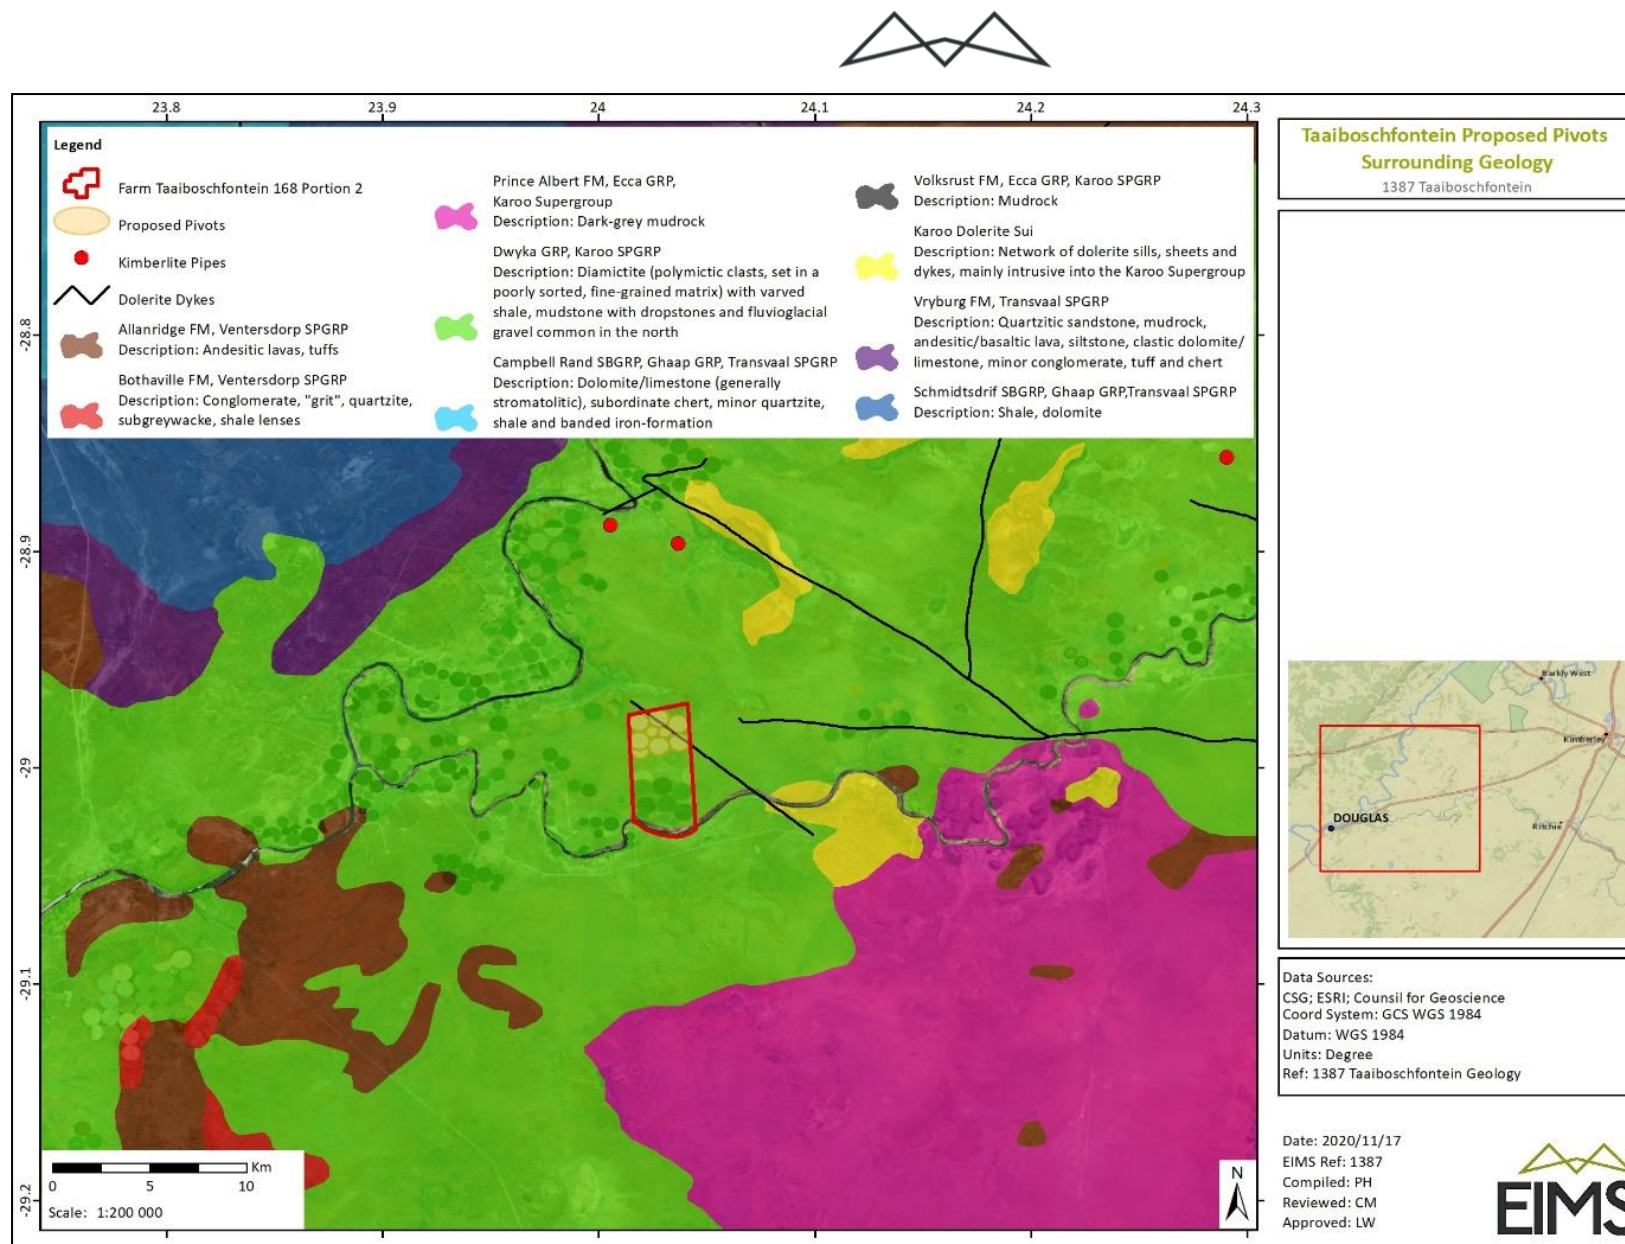 23.8
23.9
24
24.1
24.2
24.3
-28.8
-28.9
-29
-29.1
-29.2
Legend
Farm Taaiboschfontein 168 Portion 2
Proposed Pivots
Kimberlite Pipes
Dolerite Dykes
Allanridge FM, Ventersdorp SPGRP
Description: Andesitic lavas, tuffs
Bothaville FM, Ventersdorp SPGRP
Description: Conglomerate, "grit", quartzite,
subgreywacke, shale lenses
Prince Albert FM, Ecca GRP,
Karoo Supergroup
Description: Dark-grey mudrock
Dwyka GRP, Karoo SPGRP
Description: Diamictite (polymictic clasts, set in a
poorly sorted, fine-grained matrix) with varved
shale, mudstone with dropstones and fluvioglacial
gravel common in the north
Campbell Rand SBGRP, Ghaap GRP, Transvaal SPGRP
Description: Dolomite/limestone (generally
stromatolitic), subordinate chert, minor quartzite,
shale and banded iron-formation
Volksrust FM, Ecca GRP, Karoo SPGRP
Description: Mudrock
Karoo Dolerite Sui
Description: Network of dolerite sills, sheets and
dykes, mainly intrusive into the Karoo Supergroup
Vryburg FM, Transvaal SPGRP
Description: Quartzitic sandstone, mudrock,
andesitic/basaltic lava, siltstone, clastic dolomite/
limestone, minor conglomerate, tuff and chert
Schmidtsdrif SBGRP, Ghaap GRP,Transvaal SPGRP
Description: Shale, dolomite
Km
0 5 10
Scale: 1:200 000
N
Taaiboschfontein Proposed Pivots
Surrounding Geology
1387 Taaiboschfontein
Barkly West
Kimberley
DOUGLAS
Ritchie
Data Sources:
CSG; ESRI; Counsil for Geoscience
Coord System: GCS WGS 1984
Datum: WGS 1984
Units: Degree
Ref: 1387 Taaiboschfontein Geology
Date: 2020/11/17
EIMS Ref: 1387
Compiled: PH
Reviewed: CM
Approved: LW
EIMS